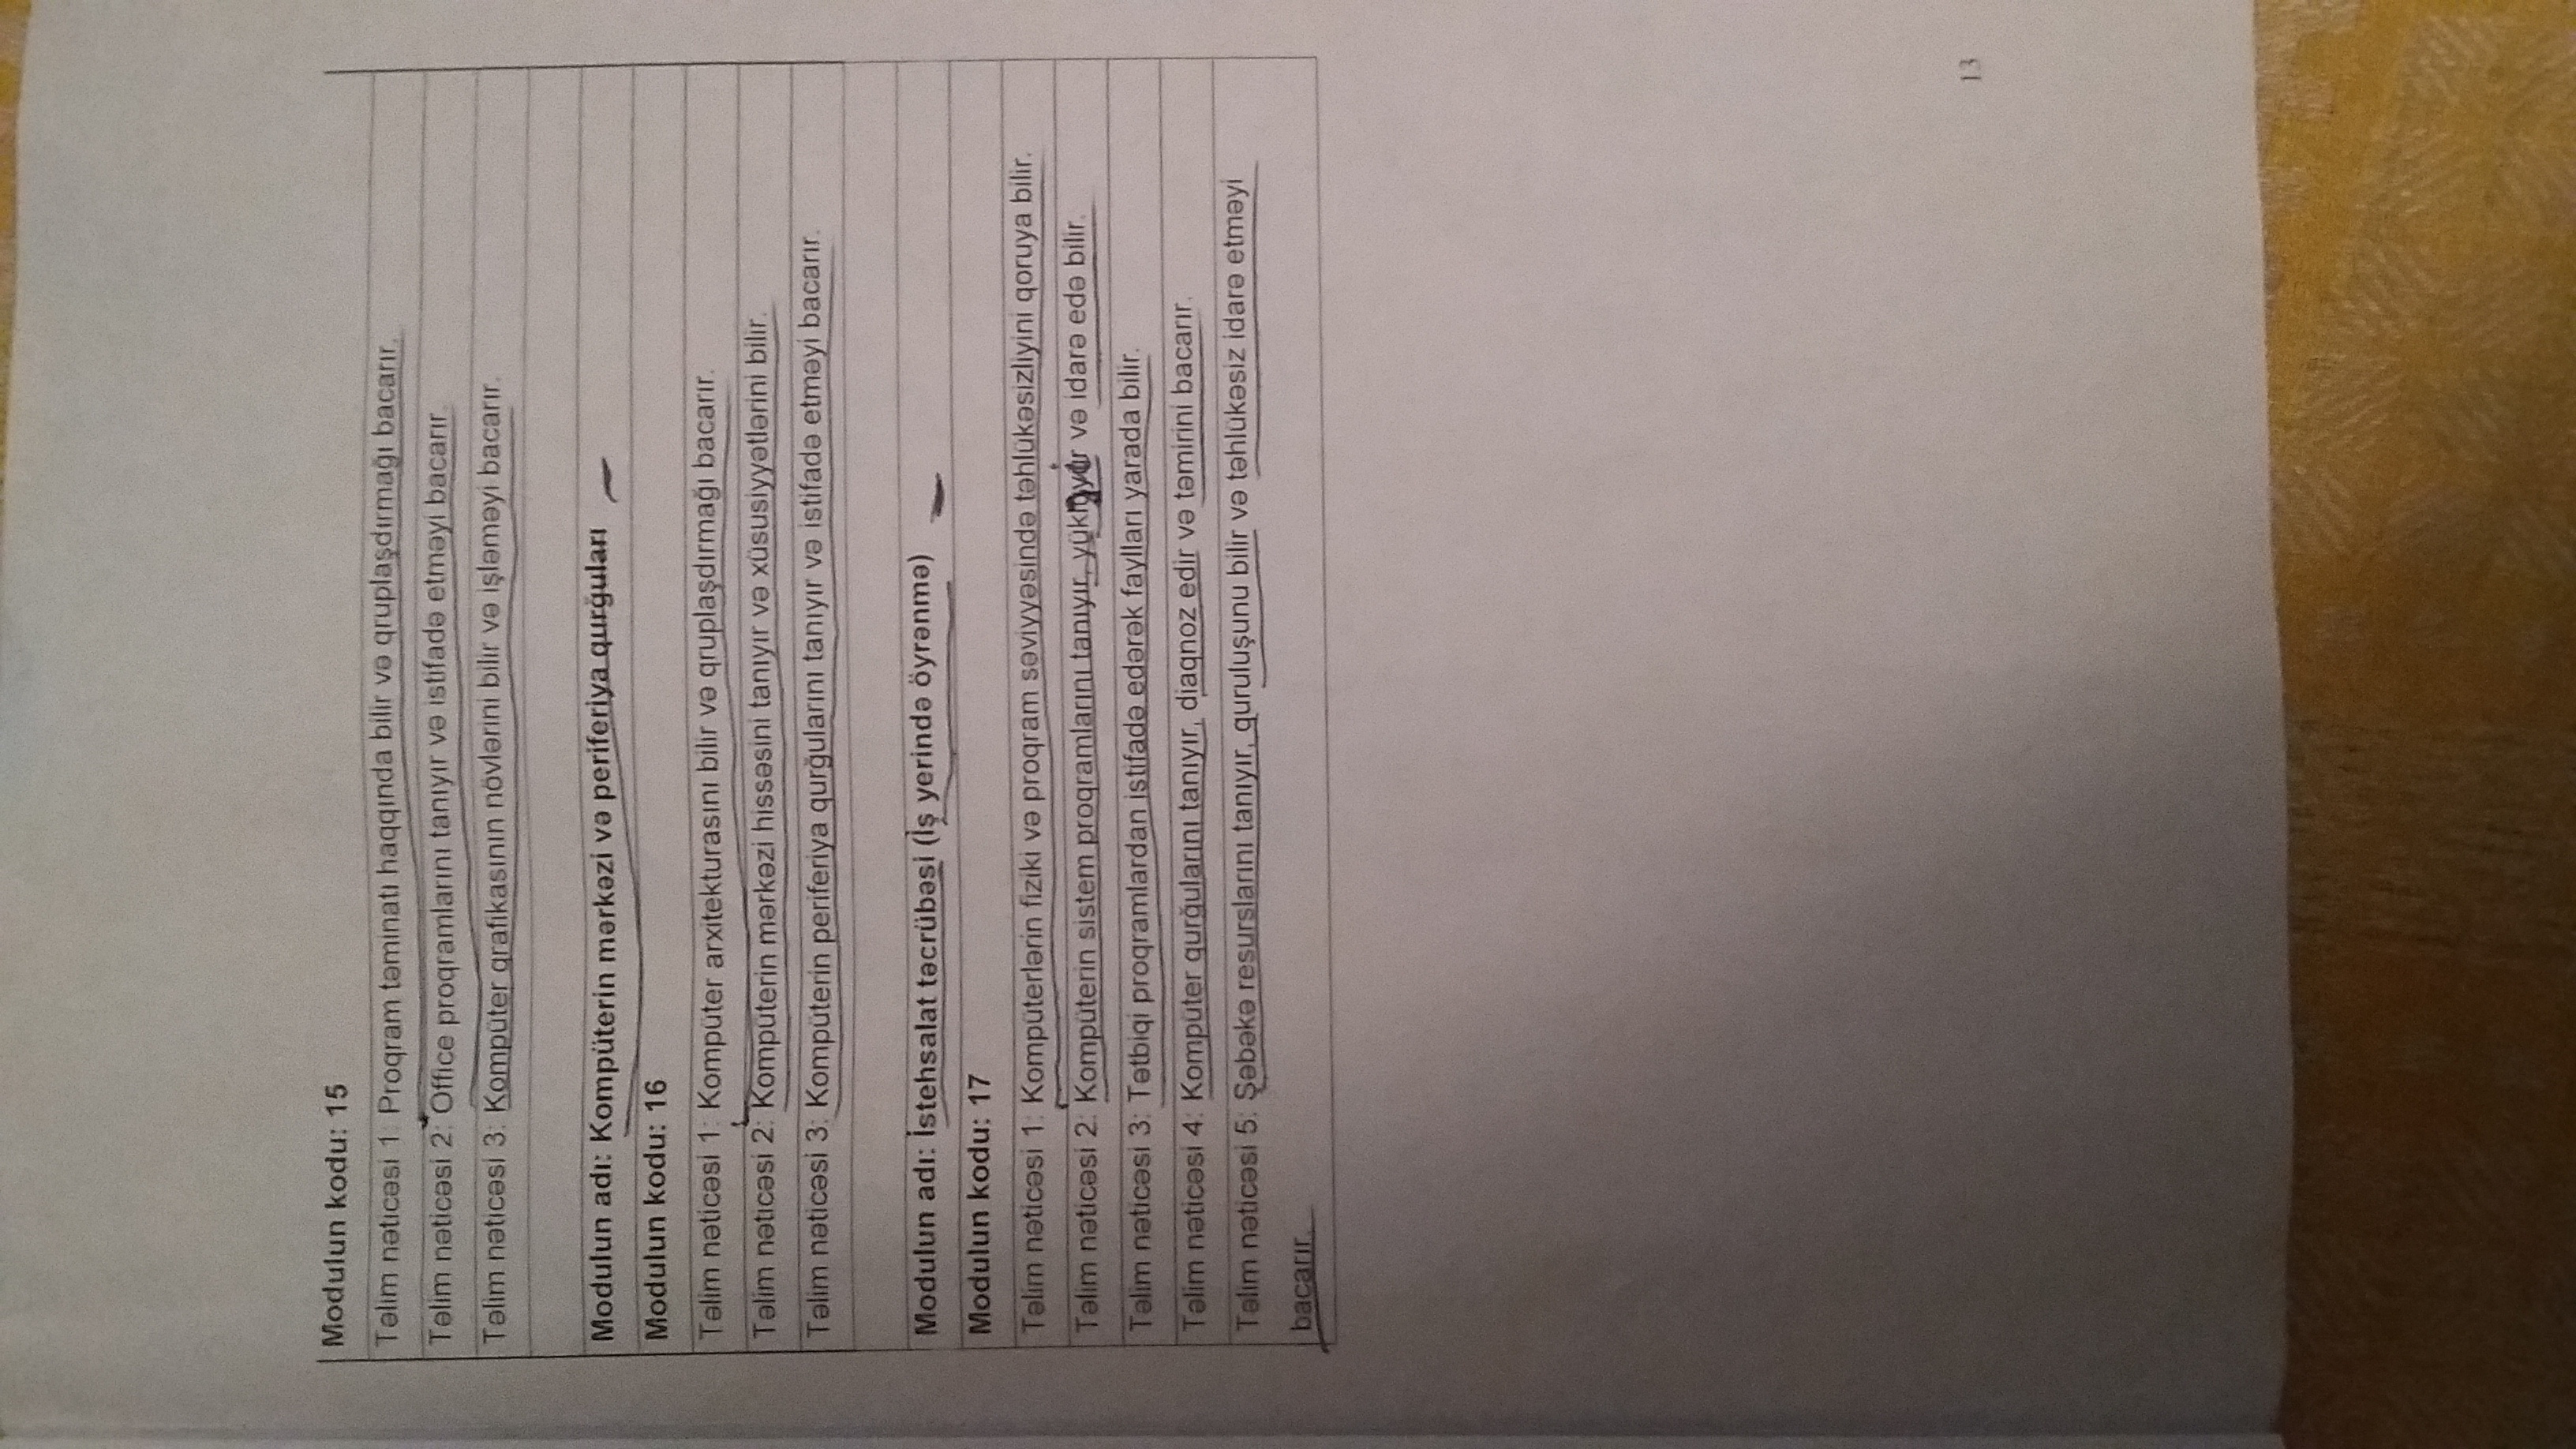 Modulun kodu: 15
Təlim nəticəsi 1: Proqram təminatı haqqında bilir və qruplaşdırmağı bacarır.
Təlim nəticəsi 2: Office proqramlarını tanıyır və istifadə etməyi bacarır.
Təlim nəticəsi 3: Kompüter qrafikasının növlərini bilir və işləməyi bacarır.
Modulun adı: Kompüterin mərkəzi və periferiya qurğuları
Modulun kodu: 16
Təlim nəticəsi 1: Kompüter arxitekturasını bilir və qruplaşdırmağı bacarır.
Təlim nəticəsi 2: Kompüterin mərkəzi hissəsini tanıyır və xüsusiyyətlərini bilir.
Təlim nəticəsi 3: Kompüterin periferiya qurğularını tanıyır və istifadə etməyi bacarır.
Modulun adı: İstehsalat təcrübəsi (İş yerində öyrənmə)
Modulun kodu: 17
Təlim nəticəsi 1: Kompüterlərin fiziki və proqram səviyyəsində təhlükəsizliyini qoruya bilir.
Təlim nəticəsi 2: Kompüterin sistem proqramlarını tanıyır, və idarə edə bilir.
Təlim nəticəsi 3: Tətbiqi proqramlardan istifadə edərək faylları yarada bilir.
Təlim nəticəsi 4: Kompüter qurğularını tanıyır, diaqnoz edir və təmirini bacarır.
Təlim nəticəsi 5: Şəbəkə resurslarını tanıyır, quruluşunu bilir və təhlükəsiz idarə etməyi
bacarır.
13